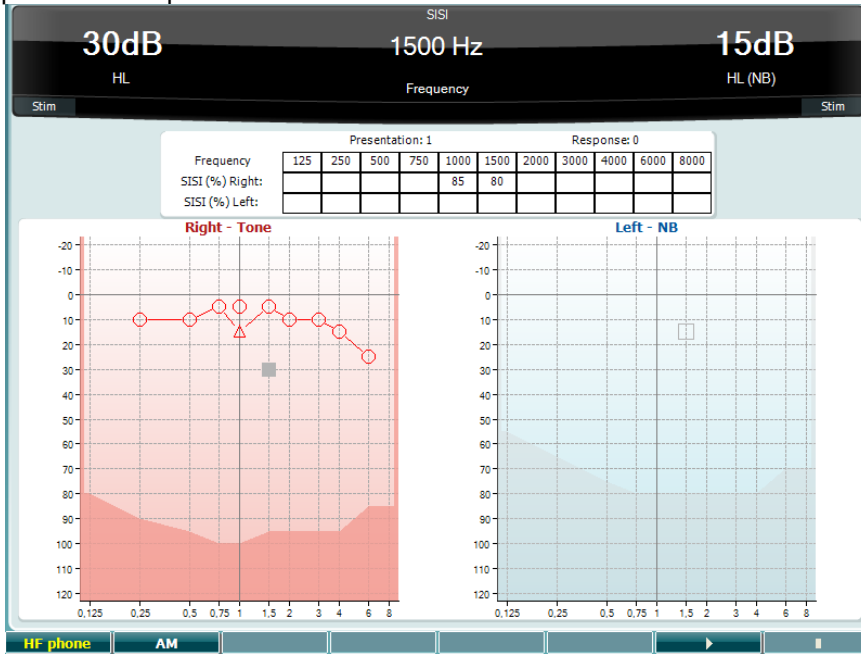 SISI
30dB 1500 Hz 15dB
HL Frequency HL (NB)
Stim Stim
Presentation: 1 Response: 0
Frequency 125 250 500 750 1000 1500 2000 3000 4000 6000 8000
SISI (%) Right: 85 80
SISI (%) Left:
Right - Tone
-20
-10
0
10
20
30
40
50
60
70
80
90
100
110
120
0,125 0,25 0,5 0,75 1 1,5 2 3 4 6 8
Left - NB
-20
-10
0
10
20
30
40
50
60
70
80
90
100
110
120
0,125 0,25 0,5 0,75 1 1,5 2 3 4 6 8
HF phone AM